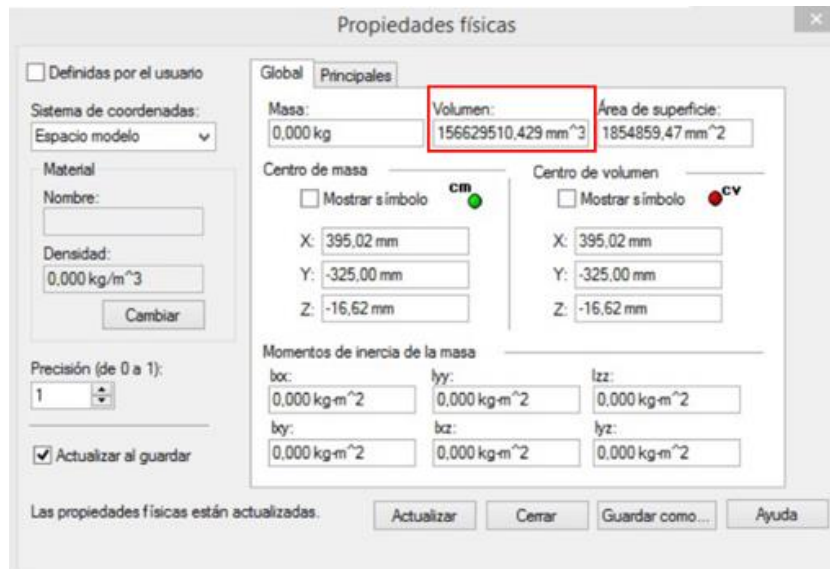 Propiedades físicas
Definidas por el usuario
Sistema de coordenadas:
Espacio modelo
Material
Nombre:
Densidad:
0,000 kg/m^3
Cambiar
Precisión (de 0 a 1):
1
Actualizar al guardar
Global Principales
Masa: Volumen: Área de superficie:
0,000 kg 156629510,429 mm^3 1854859,47 mm^2
Centro de masa Centro de volumen
Mostrar símbolo cm Mostrar símbolo cv
X: 395,02 mm X: 395,02 mm
Y: -325,00 mm Y: -325,00 mm
Z: -16,62 mm Z: -16,62 mm
Momentos de inercia de la masa
Ixx: Iyy: Izz:
0,000 kg-m^2 0,000 kg-m^2 0,000 kg-m^2
Ixy: Ixz: Iyz:
0,000 kg-m^2 0,000 kg-m^2 0,000 kg-m^2
Las propiedades físicas están actualizadas. Actualizar Cerrar Guardar como... Ayuda